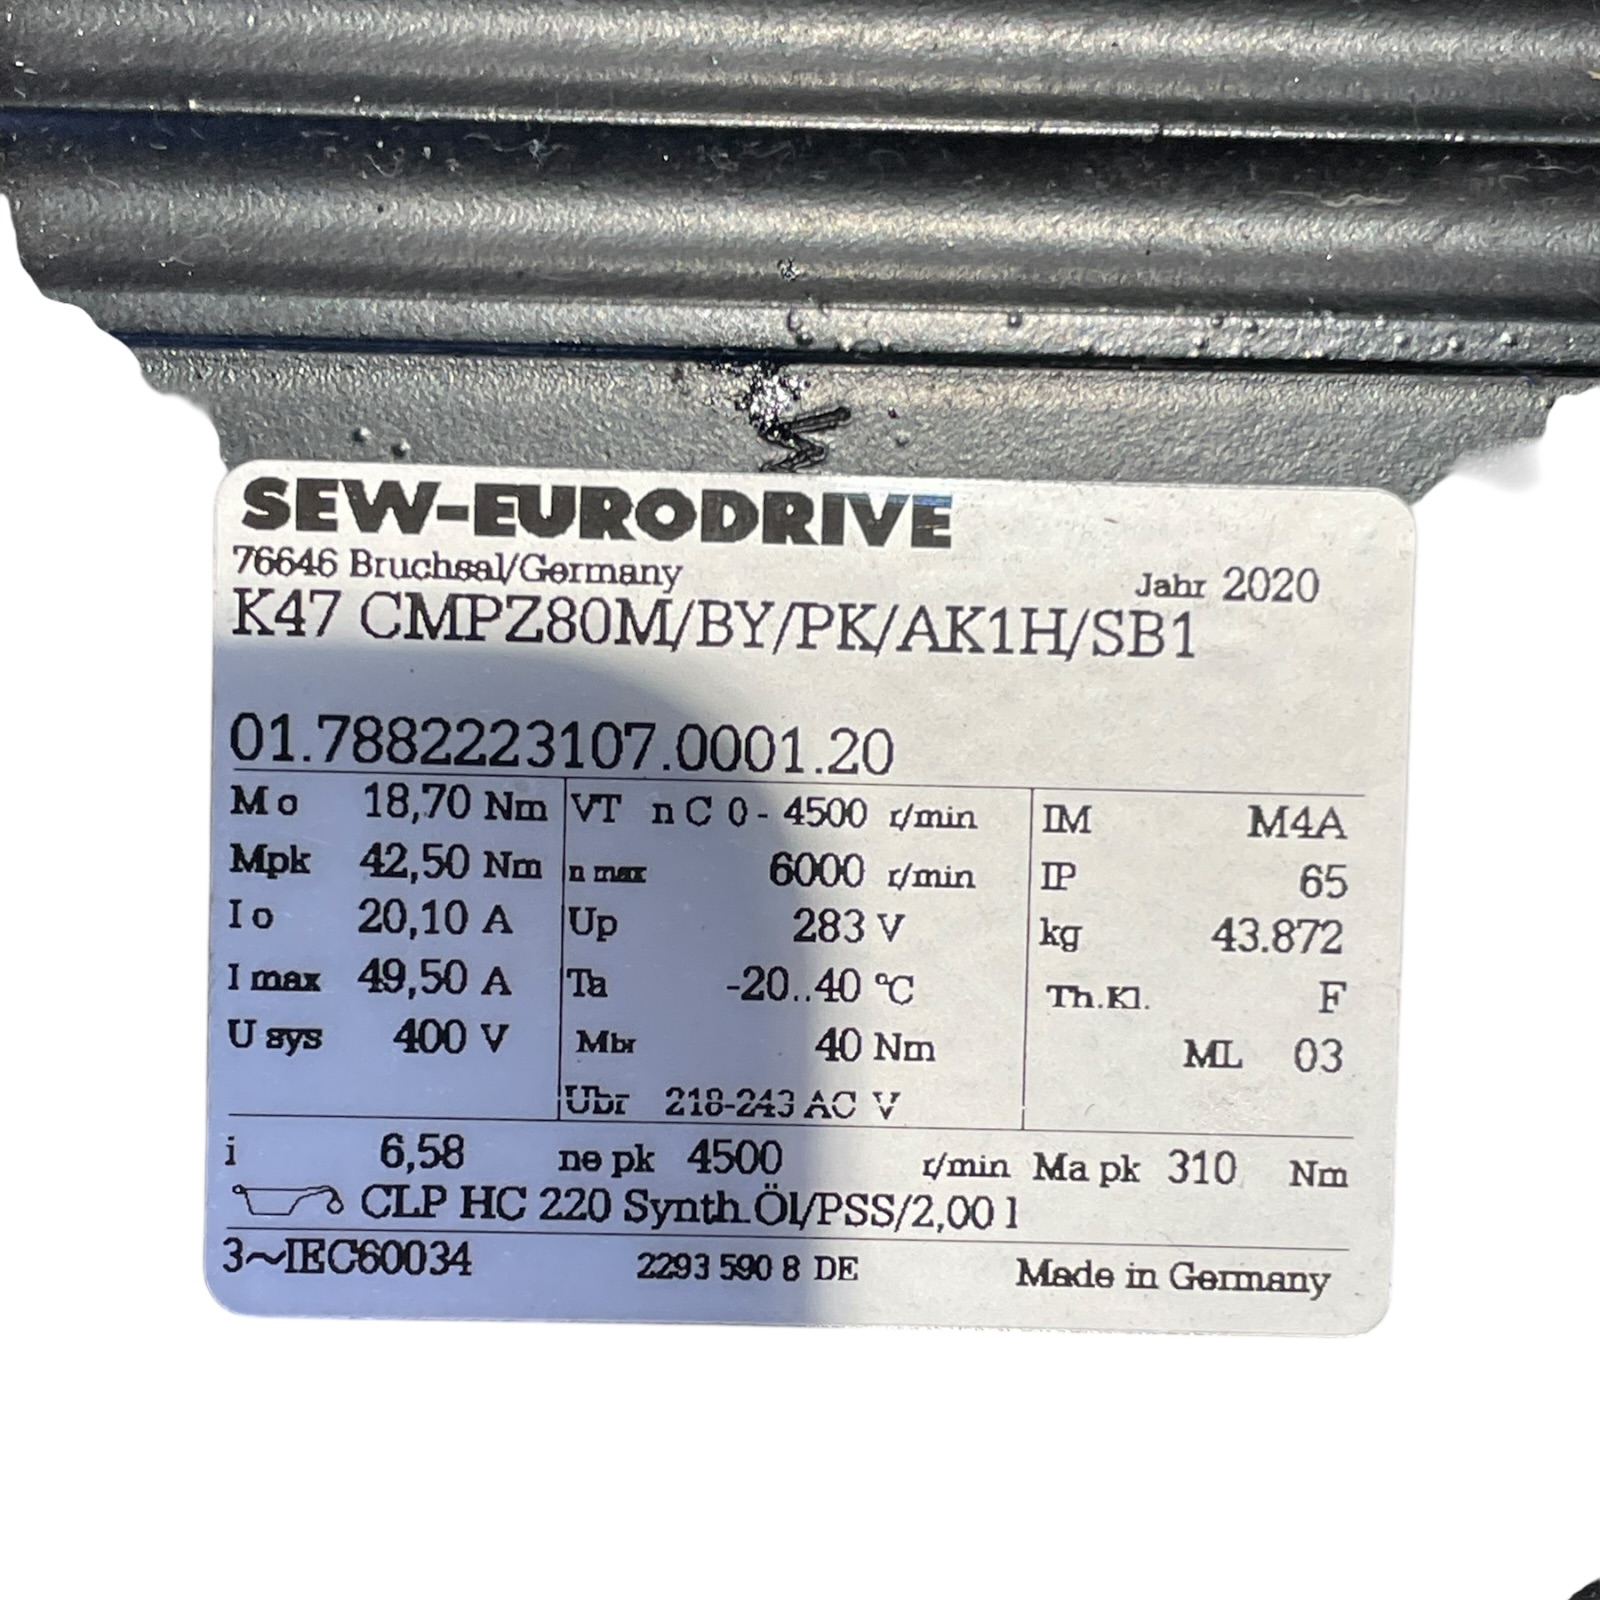 SEW-EURODRIVE
76646 Bruchsal/Germany Jahr 2020
K47 CMPZ80M/BY/PK/AK1H/SB1
01.7882223107.0001.20
Mo 18,70 Nm VT nC 0-4500 r/min IM M4A
Mpk 42,50 Nm n max 6000 r/min IP 65
Io 20,10 A Up 283 V kg 43.872
I max 49,50 A Ta -20..40 °C Th.Kl. F
U sys 400 V Mbr 40 Nm ML 03
Ubr 218-243 AC V
i 6,58 ne pk 4500 r/min Ma pk 310 Nm
CLP HC 220 Synth.Öl/PSS/2,00 l
3~IEC60034 2293 590 8 DE Made in Germany